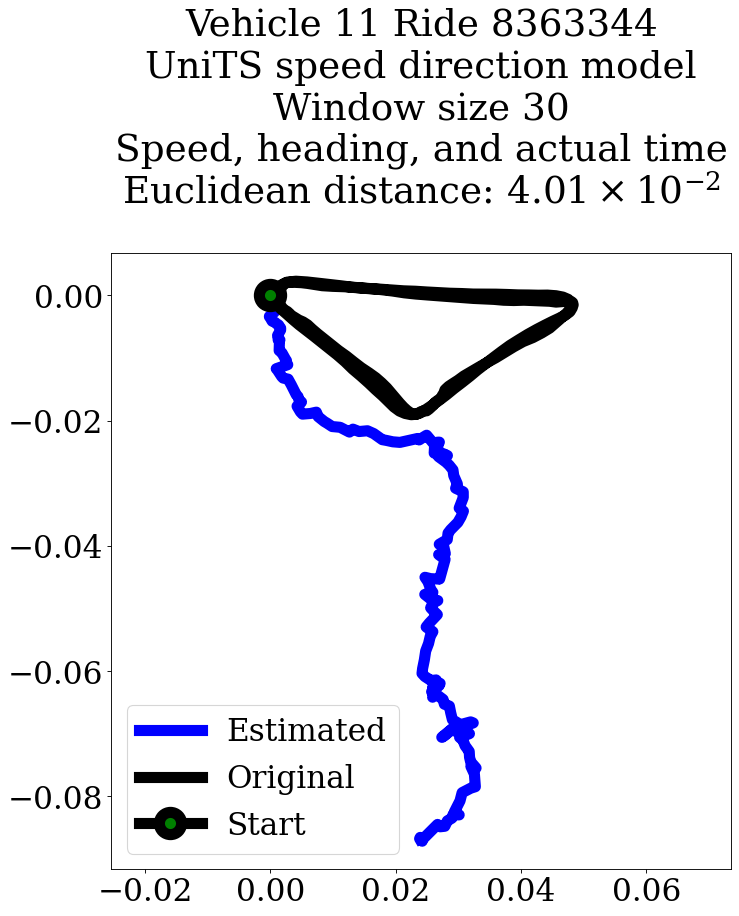 Vehicle 11 Ride 8363344
UniTS speed direction model
Window size 30
Speed, heading, and actual time
Euclidean distance: 4.01 × 10⁻²
0.00
−0.02
−0.04
−0.06
−0.08
Estimated
Original
Start
−0.02 0.00 0.02 0.04 0.06